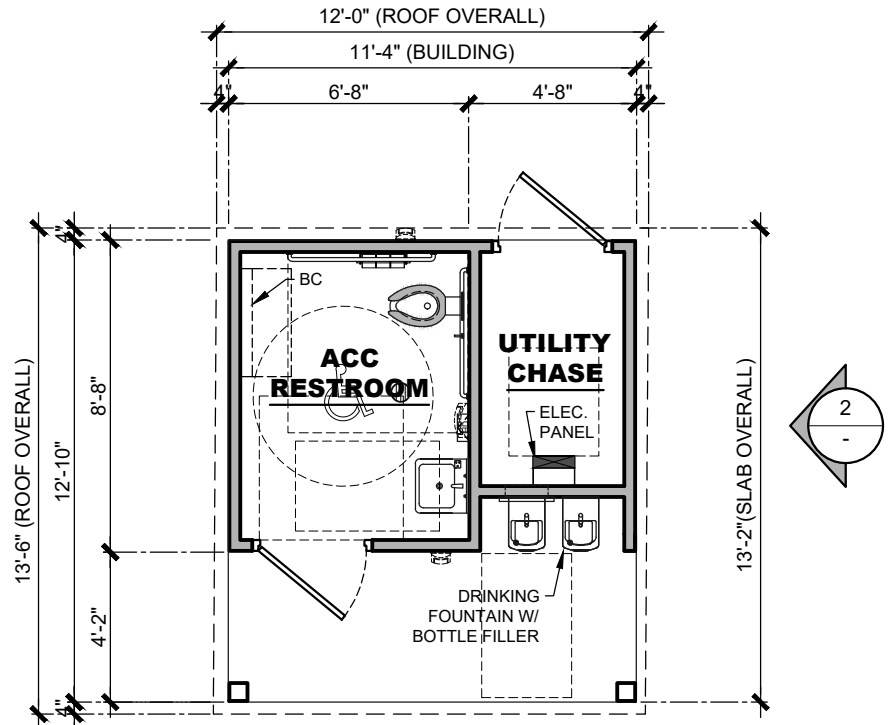 12'-0" (ROOF OVERALL)
11'-4" (BUILDING)
4"
6'-8"
4'-8"
4"
13'-6" (ROOF OVERALL)
4"
12'-10"
4"
8'-8"
4'-2"
BC
ACC
RESTROOM
UTILITY
CHASE
ELEC.
PANEL
DRINKING
FOUNTAIN W/
BOTTLE FILLER
13'-2"(SLAB OVERALL)
2
-